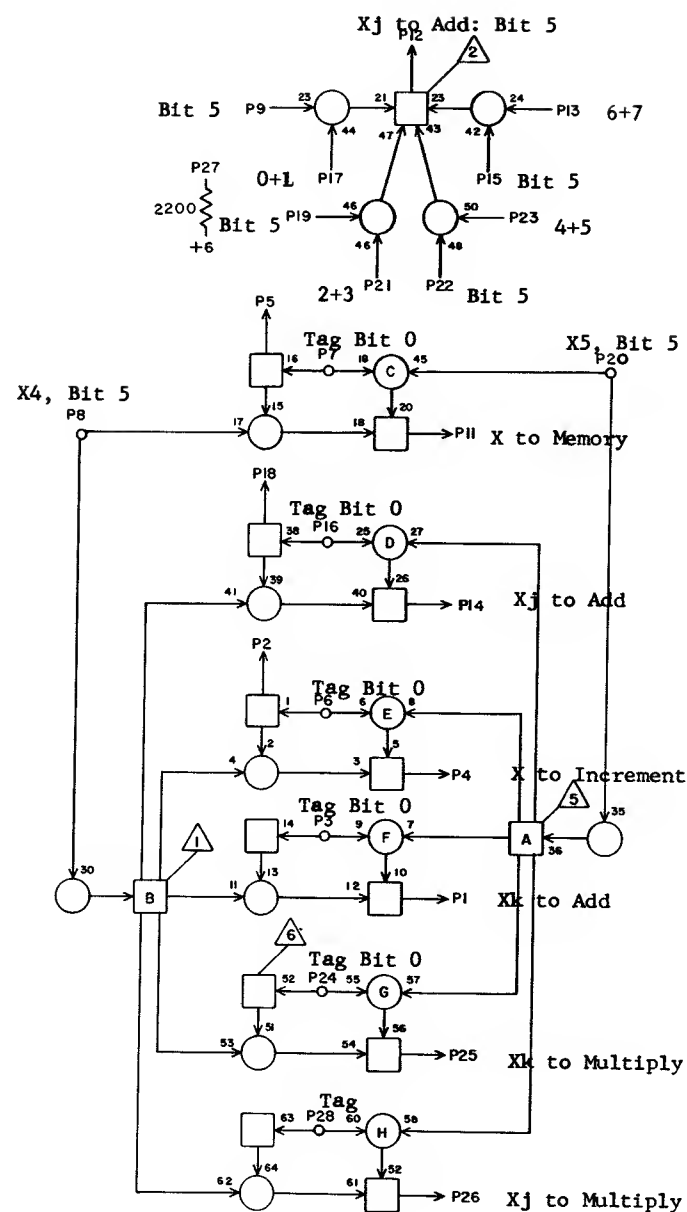 Xj to Add: Bit 5
P12
2
Bit 5 P9 23 21 23 24 P13 6+7
44 47 43 42
0+1 P17 P15 Bit 5
P27
2200
+6
Bit 5 P19 46 50 P23 4+5
46 48
2+3 P21 P22 Bit 5
P5
Tag Bit 0
P7
X5, Bit 5
P20
16 19 C 45
X4, Bit 5
P8
15 20
17 18 P11 X to Memory
P18
Tag Bit 0
P16
38 25 D 27
39 26
41 40 P14 Xj to Add
P2
Tag Bit 0
P6
1 6 E 8
2 5
4 3 P4 X to Increment
Tag Bit 0
P3
5
14 9 F 7 A 36 35
1
30 B
13 10
11 12 P1 Xk to Add
6
Tag Bit 0
P24
52 55 G 57
51 56
53 54 P25 Xk to Multiply
Tag
P28
63 60 H 58
64 52
62 61 P26 Xj to Multiply